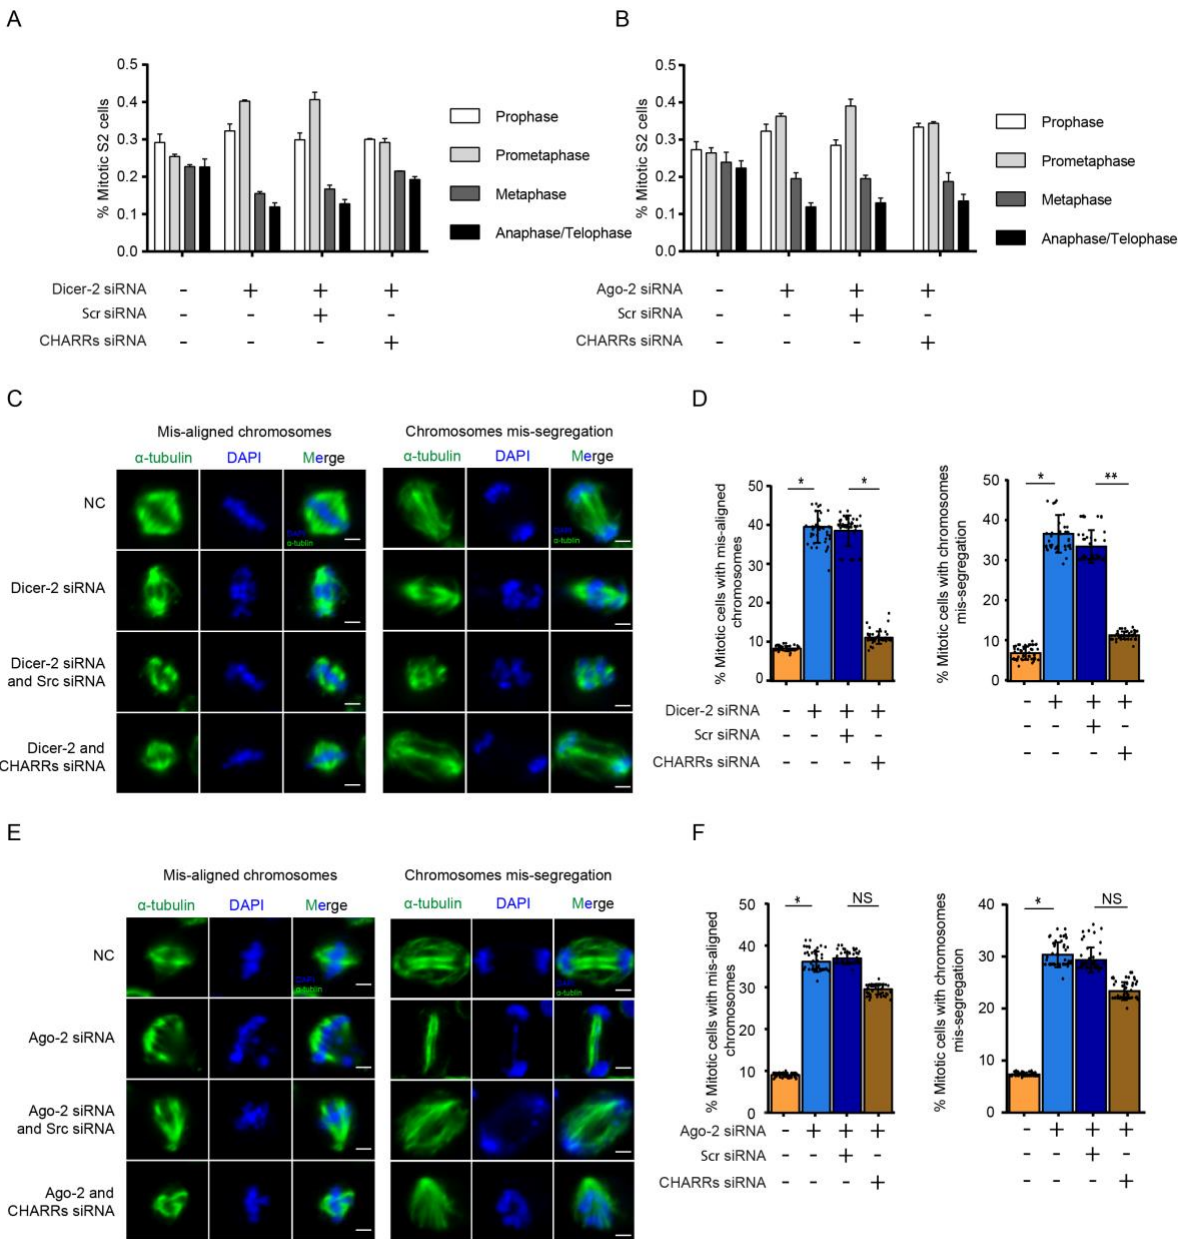 A
B
% Mitotic S2 cells
0.5
0.4
0.3
0.2
0.1
0.0
Prophase
Prometaphase
Metaphase
Anaphase/Telophase
Dicer-2 siRNA - + + +
Scr siRNA - - + -
CHARRs siRNA - - - +
% Mitotic S2 cells
0.5
0.4
0.3
0.2
0.1
0.0
Prophase
Prometaphase
Metaphase
Anaphase/Telophase
Ago-2 siRNA - + + +
Scr siRNA - - + -
CHARRs siRNA - - - +
C
Mis-aligned chromosomes
Chromosomes mis-segregation
α-tubulin DAPI Merge
α-tubulin DAPI Merge
NC
DAPI
α-tublin
DAPI
α-tublin
Dicer-2 siRNA
Dicer-2 siRNA
and Src siRNA
Dicer-2 and
CHARRs siRNA
D
% Mitotic cells with mis-aligned
chromosomes
50
40
30
20
10
0
* *
% Mitotic cells with chromosomes
mis-segregation
50
40
30
20
10
0
* **
Dicer-2 siRNA - + + + - + + +
Scr siRNA - - + - - - + -
CHARRs siRNA - - - + - - - +
E
Mis-aligned chromosomes
Chromosomes mis-segregation
α-tubulin DAPI Merge
α-tubulin DAPI Merge
NC
DAPI
α-tublin
DAPI
α-tublin
Ago-2 siRNA
Ago-2 siRNA
and Src siRNA
Ago-2 and
CHARRs siRNA
F
% Mitotic cells with mis-aligned
chromosomes
50
40
30
20
10
0
* NS
% Mitotic cells with chromosomes
mis-segregation
40
30
20
10
0
* NS
Ago-2 siRNA - + + + - + + +
Scr siRNA - - + - - - + -
CHARRs siRNA - - - + - - - +